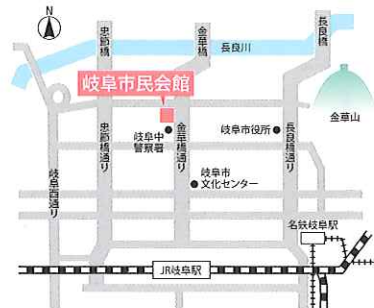 N
忠節橋
金華橋
長良橋
長良川
岐阜市民会館
金華山
岐阜中
警察署
岐阜市役所
岐阜西通り
忠節橋通り
金華橋通り
長良橋通り
岐阜市
文化センター
名鉄岐阜駅
JR岐阜駅